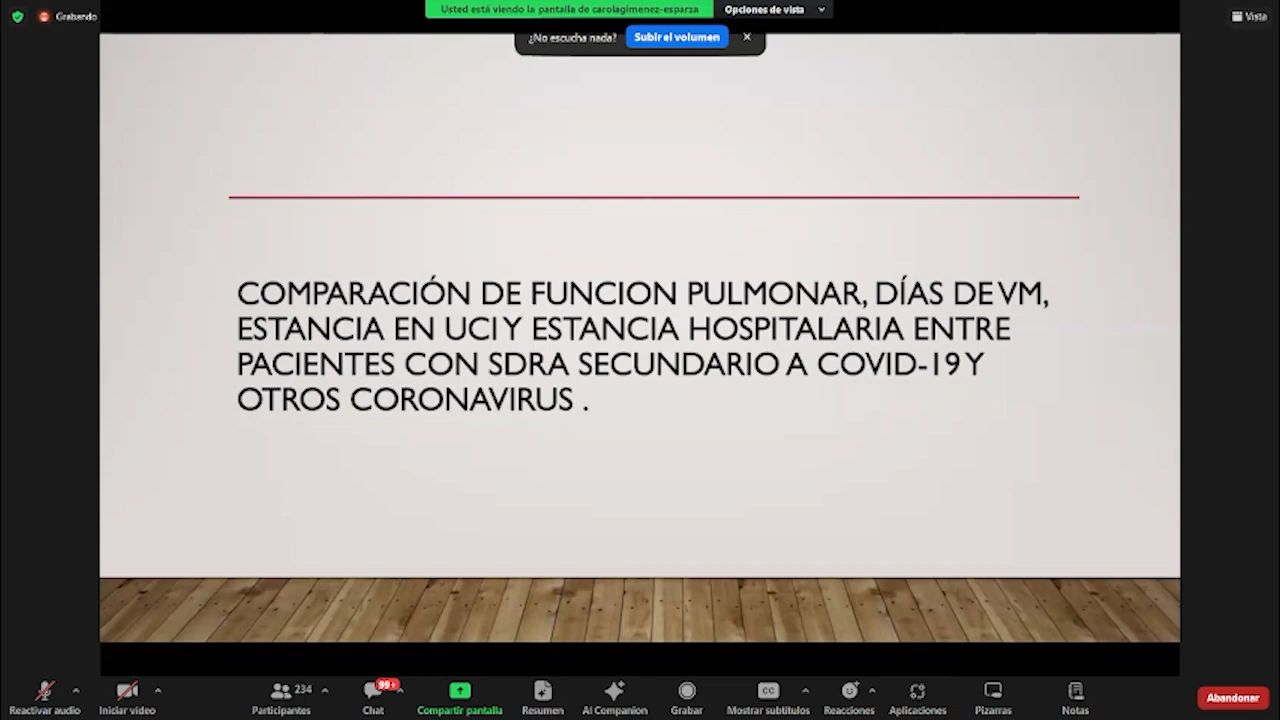 Grabando
Usted está viendo la pantalla de carolagimenez-esparza
Opciones de vista
Vista
¿No escucha nada?
Subir el volumen
COMPARACIÓN DE FUNCION PULMONAR, DÍAS DE VM,
ESTANCIA EN UCI Y ESTANCIA HOSPITALARIA ENTRE
PACIENTES CON SDRA SECUNDARIO A COVID-19 Y
OTROS CORONAVIRUS .
234
99+
CC
Reactivar audio
Iniciar video
Participantes
Chat
Compartir pantalla
Resumen
AI Companion
Grabar
Mostrar subtítulos
Reacciones
Aplicaciones
Pizarras
Notas
Abandonar